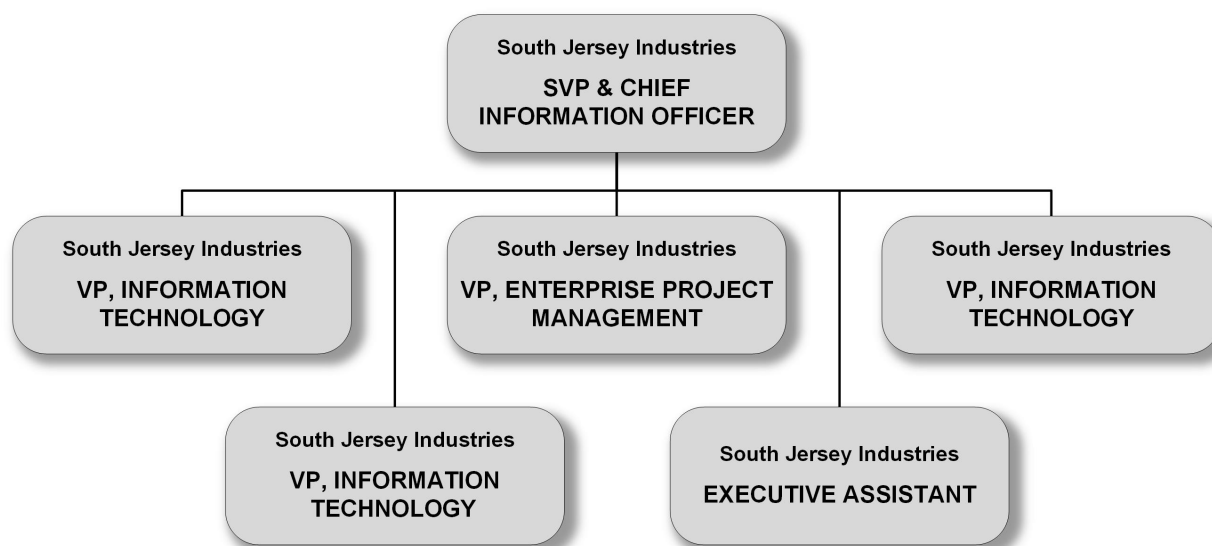 South Jersey Industries
SVP & CHIEF
INFORMATION OFFICER
South Jersey Industries
VP, INFORMATION
TECHNOLOGY
South Jersey Industries
VP, ENTERPRISE PROJECT
MANAGEMENT
South Jersey Industries
VP, INFORMATION
TECHNOLOGY
South Jersey Industries
VP, INFORMATION
TECHNOLOGY
South Jersey Industries
EXECUTIVE ASSISTANT